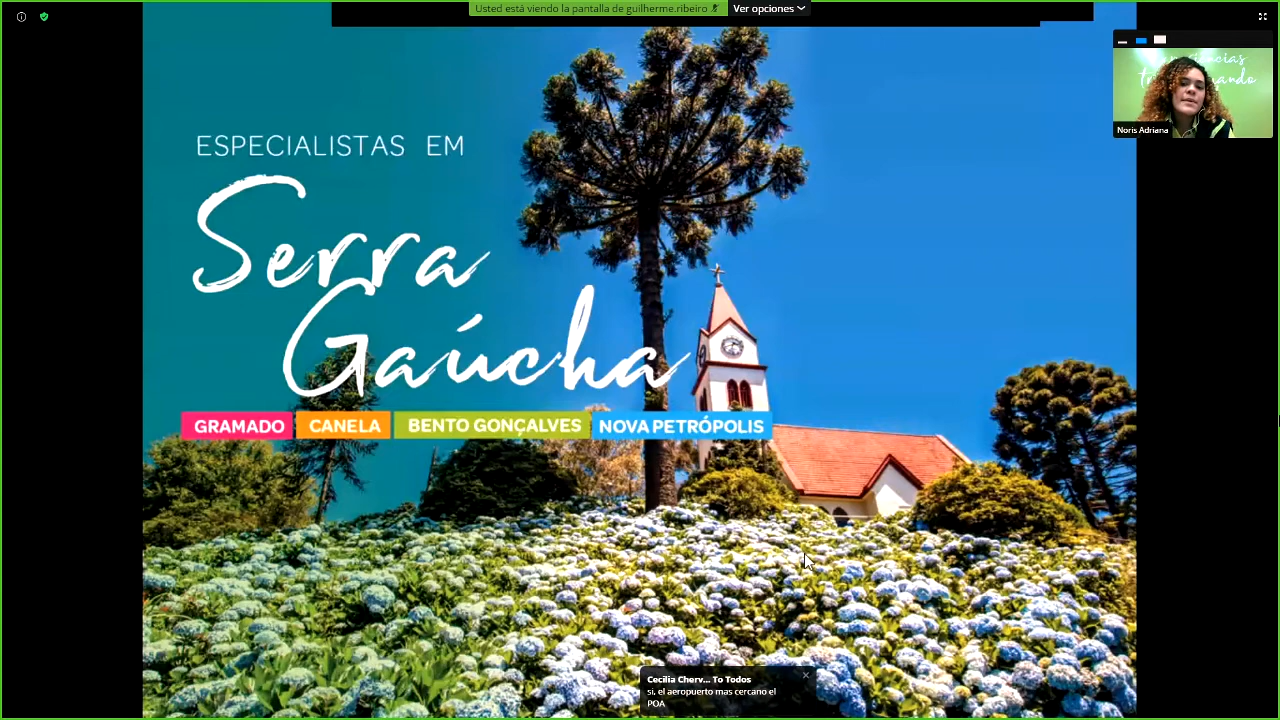 Usted está viendo la pantalla de guilherme.ribeiro
Ver opciones
Noris Adriana
ESPECIALISTAS EM
Serra
Gaúcha
GRAMADO
CANELA
BENTO GONÇALVES
NOVA PETRÓPOLIS
Cecilia Cherv... To Todos
si, el aeropuerto mas cercano el
POA